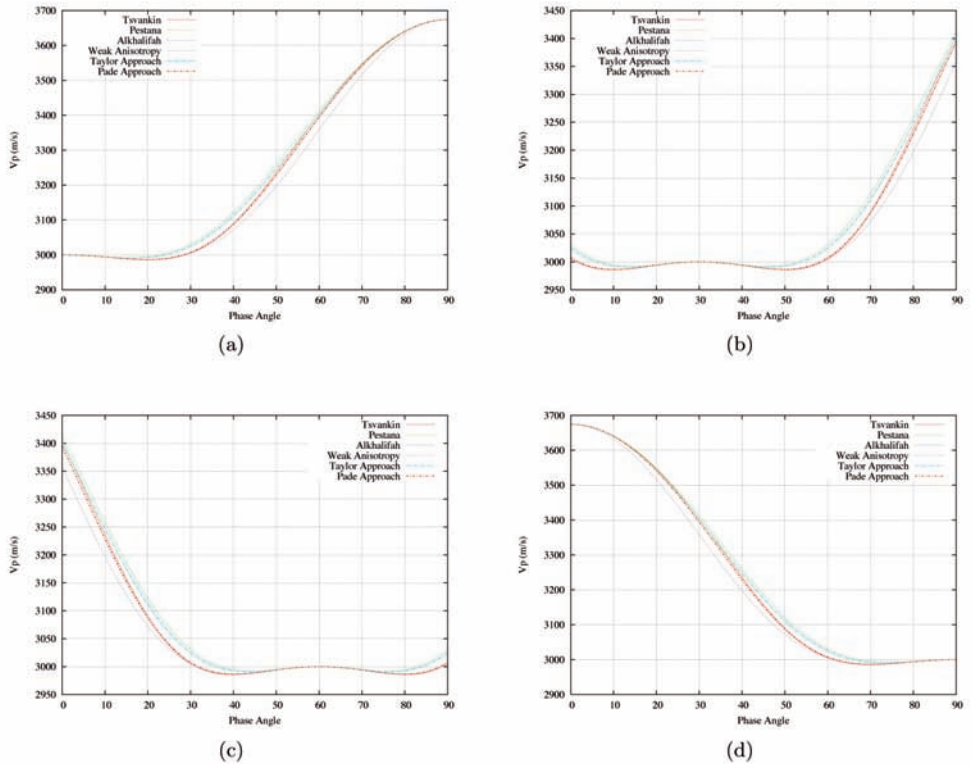 3700
3600
3500
3400
3300
3200
3100
3000
2900
Vp (m/s)
0 10 20 30 40 50 60 70 80 90
Phase Angle
Tsvankin
Pestana
Alkhalifah
Weak Anisotropy
Taylor Approach
Pade Approach
(a)
3450
3400
3350
3300
3250
3200
3150
3100
3050
3000
2950
Vp (m/s)
0 10 20 30 40 50 60 70 80 90
Phase Angle
Tsvankin
Pestana
Alkhalifah
Weak Anisotropy
Taylor Approach
Pade Approach
(b)
3450
3400
3350
3300
3250
3200
3150
3100
3050
3000
2950
Vp (m/s)
0 10 20 30 40 50 60 70 80 90
Phase Angle
Tsvankin
Pestana
Alkhalifah
Weak Anisotropy
Taylor Approach
Pade Approach
(c)
3700
3600
3500
3400
3300
3200
3100
3000
2900
Vp (m/s)
0 10 20 30 40 50 60 70 80 90
Phase Angle
Tsvankin
Pestana
Alkhalifah
Weak Anisotropy
Taylor Approach
Pade Approach
(d)